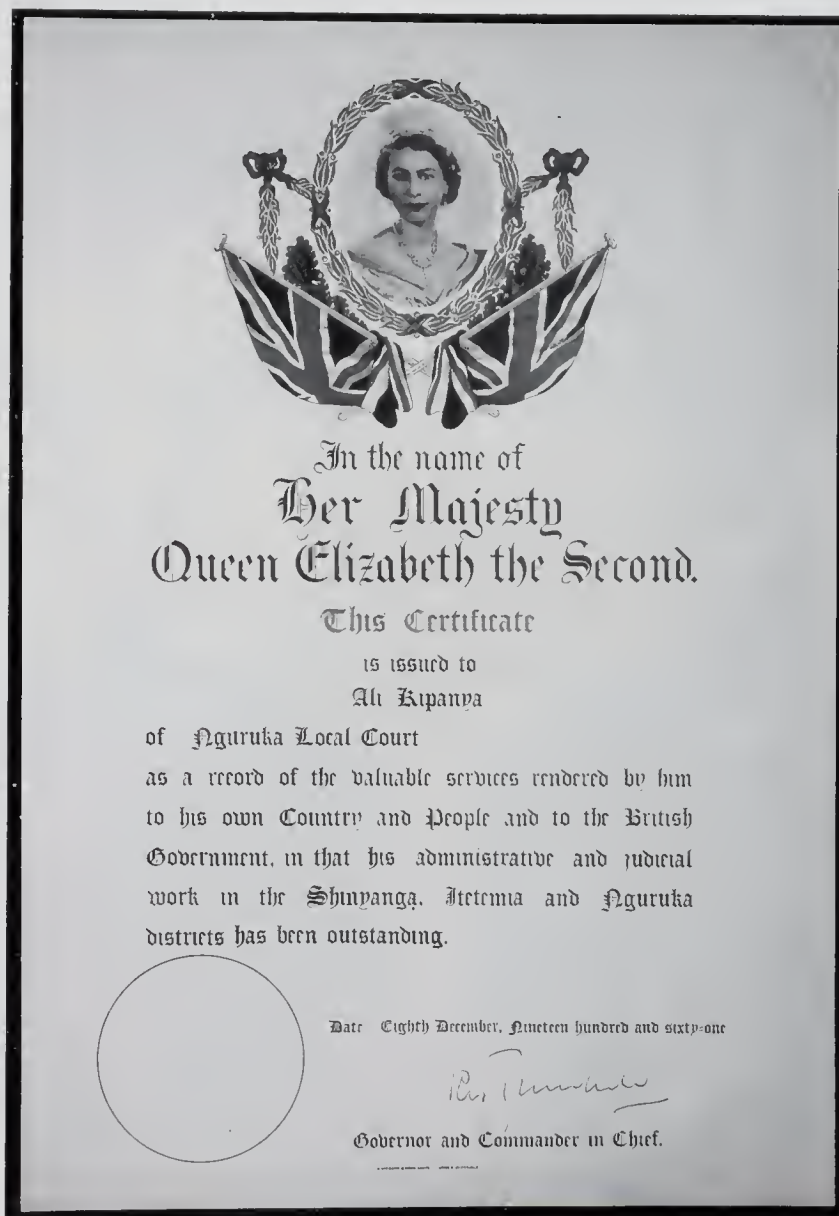 In the name of
Her Majesty
Queen Elizabeth the Second.
This Certificate
is issued to
Ali Kipanya
of Nguruka Local Court
as a record of the valuable services rendered by him
to his own Country and People and to the British
Government, in that his administrative and judicial
work in the Shinyanga, Itetemia and Nguruka
districts has been outstanding.
Date Eighth December, Nineteen hundred and sixty-one
Governor and Commander in Chief.